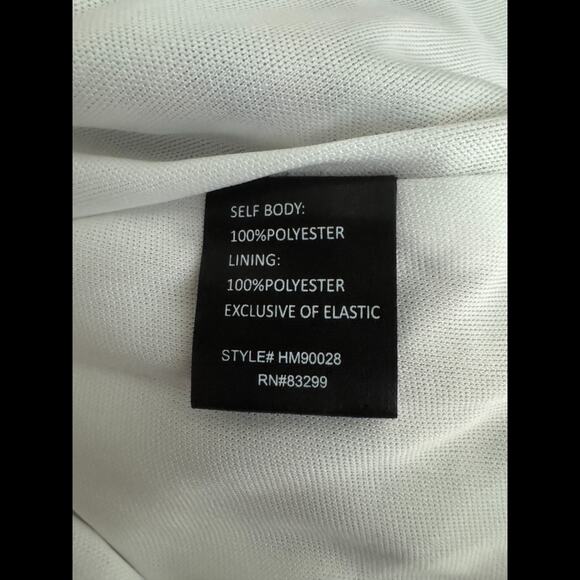 SELF BODY:
100%POLYESTER
LINING:
100%POLYESTER
EXCLUSIVE OF ELASTIC
STYLE# HM90028
RN#83299